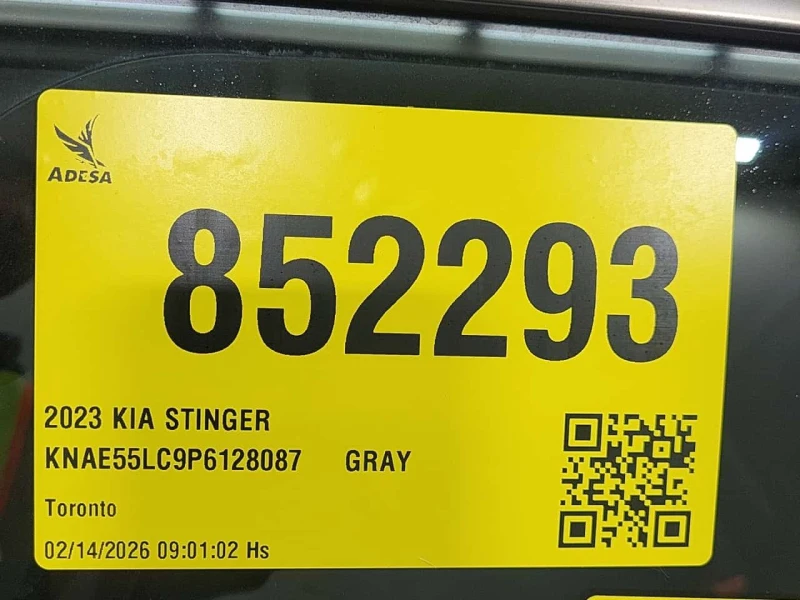 ADESA
852293
2023 KIA STINGER
KNAE55LC9P6128087 GRAY
Toronto
02/14/2026 09:01:02 Hs